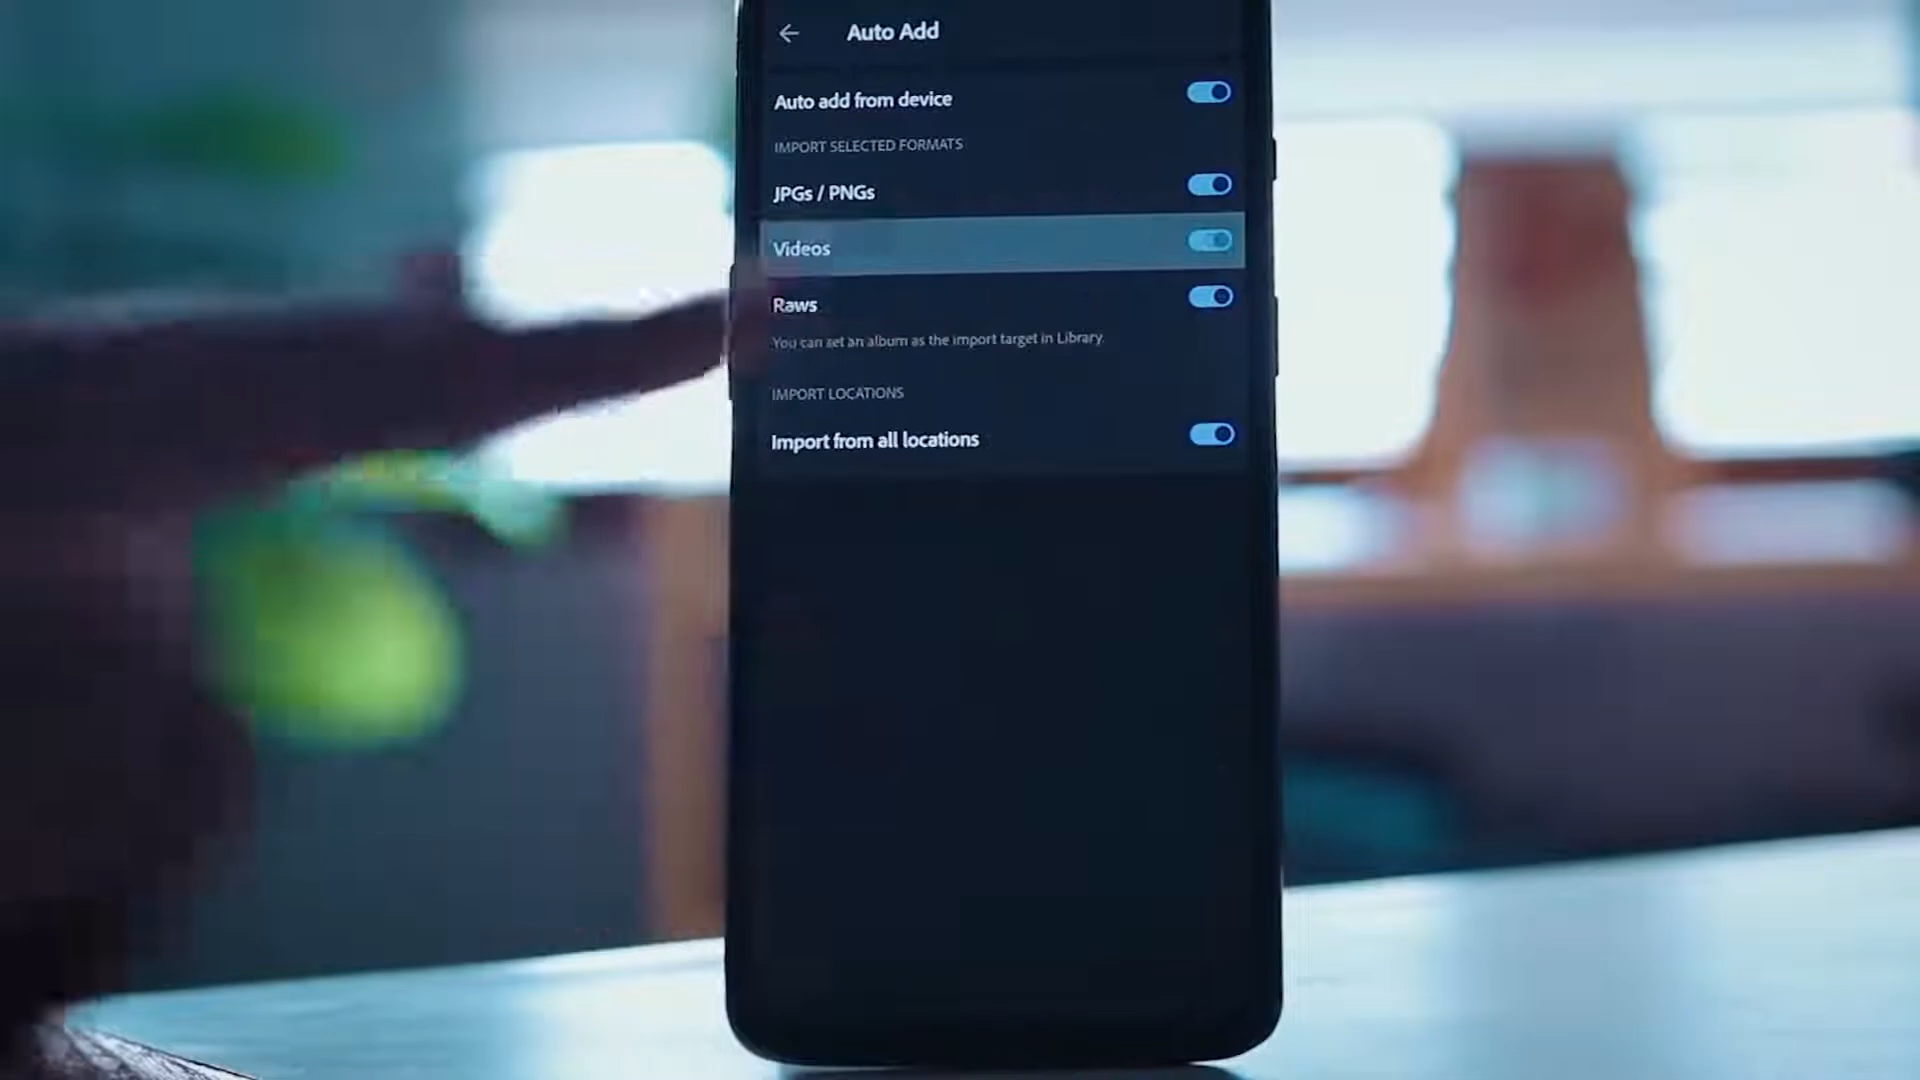 Auto Add
Auto add from device
IMPORT SELECTED FORMATS
JPGs / PNGs
Videos
Raws
You can set an album as the import target in Library.
IMPORT LOCATIONS
Import from all locations